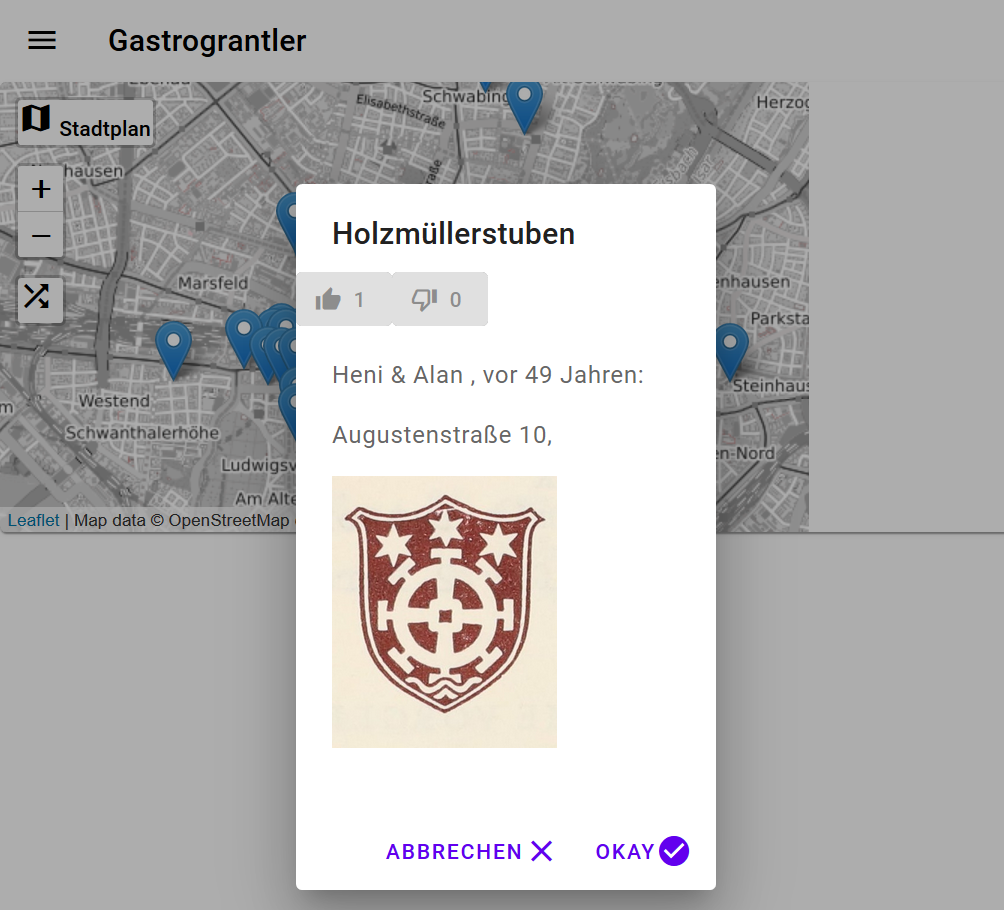 Gastrograntler
Elisabethstraße
Schwabing
Herzog
Stadtplan
hausen
+
−
Holzmüllerstuben
Marsfeld
enhausen
1
0
Parksta
Heni & Alan , vor 49 Jahren:
Steinhaus
Westend
Schwanthalerhöhe
Augustenstraße 10,
en-Nord
Ludwigsv
Am Alte
Leaflet | Map data © OpenStreetMap
ABBRECHEN
OKAY